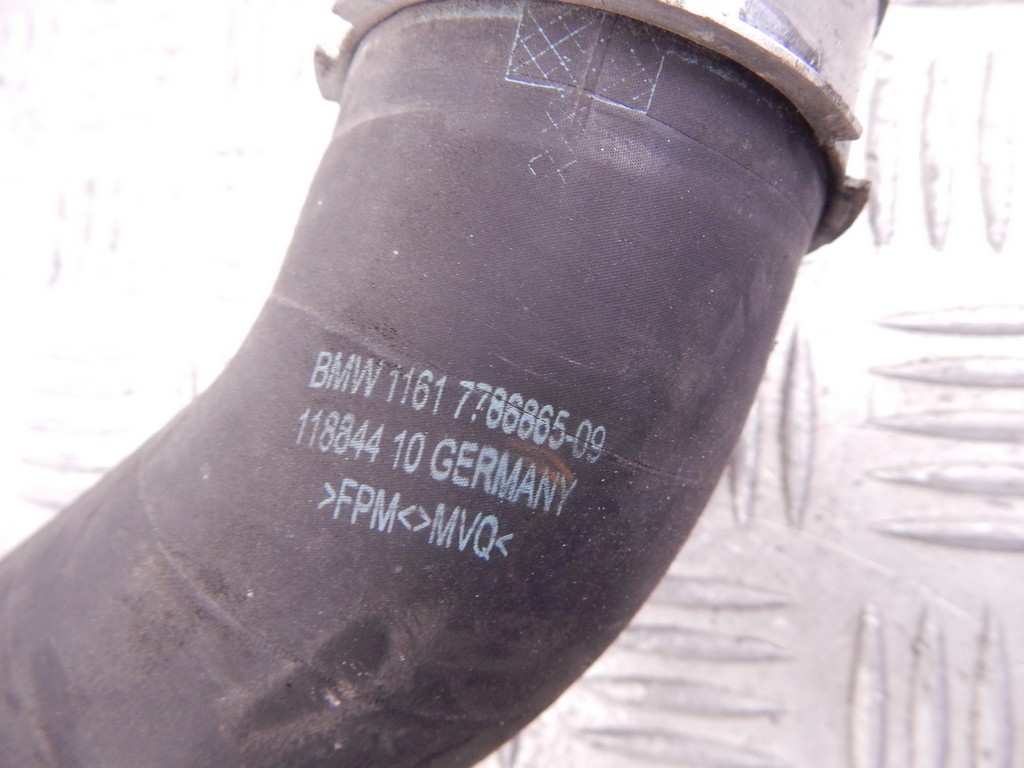 BMW 1161 7786865-09
118844 10 GERMANY
>FPM<>MVQ<